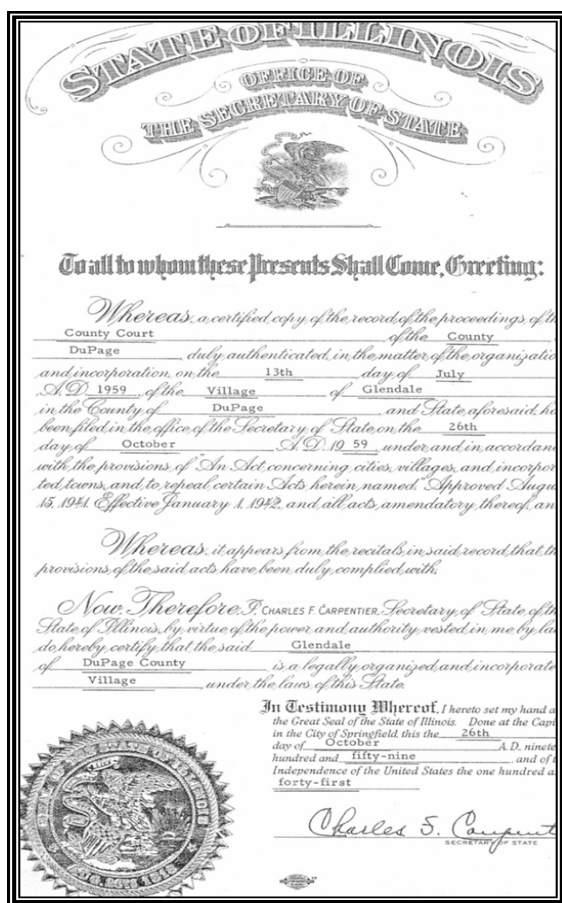 STATE OF ILLINOIS
OFFICE OF
THE SECRETARY OF STATE
To all to whom these Presents Shall Come, Greeting:
Whereas, a certified copy of the record of the proceedings of th
County Court of the County
DuPage duly authenticated, in the matter of the organizatio
and incorporation on the 13th day of July
A.D. 1959, of the Village of Glendale
in the County of DuPage and State aforesaid, ha
been filed in the office of the Secretary of State, on the 26th
day of October A.D. 19 59 under and in accordan
with the provisions of "An Act concerning cities, villages, and incorpor
ted towns, and to repeal certain Acts herein named." Approved Augu
15, 1941. Effective January 1, 1942, and all acts amendatory thereof, an
Whereas, it appears from the recitals in said record, that th
provisions of the said acts have been duly complied with;
Now Therefore, I, CHARLES F. CARPENTIER, Secretary of State of th
State of Illinois, by virtue of the power and authority vested in me by la
do hereby certify that the said Glendale
of DuPage County is a legally organized and incorporate
Village under the laws of this State.
In Testimony Whereof, I hereto set my hand a
the Great Seal of the State of Illinois. Done at the Capi
in the City of Springfield, this the 26th
day of October A.D. ninete
hundred and fifty-nine and of t
Independence of the United States the one hundred a
forty-first
Charles F. Carpent
SECRETARY OF STATE
SEAL OF THE STATE OF ILLINOIS
AUG. 26TH 1818